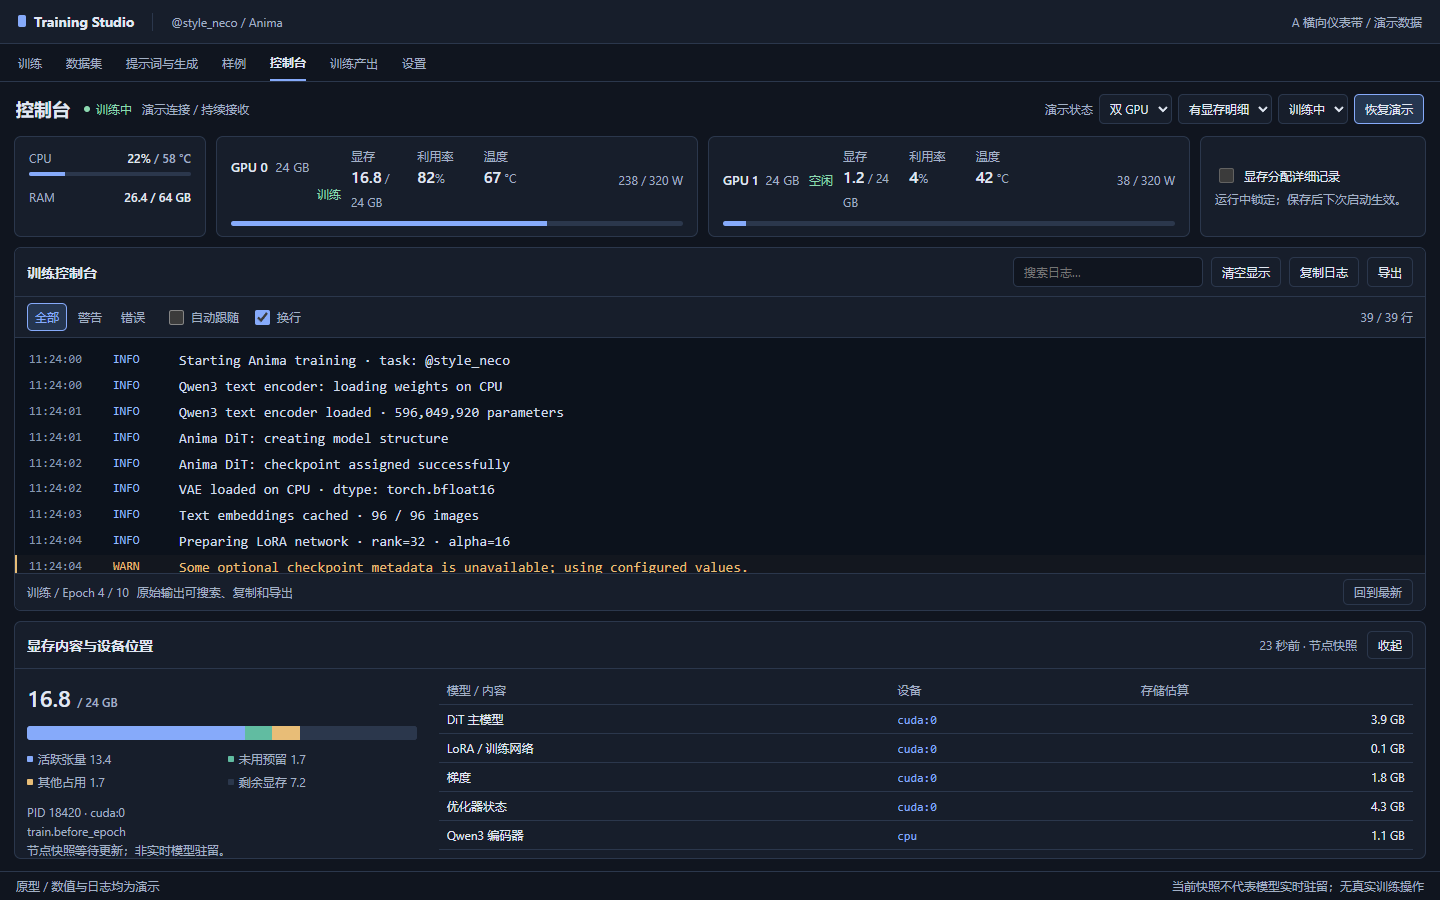 Training Studio
@style_neco / Anima
A 横向仪表带 / 演示数据
训练 数据集 提示词与生成 样例 控制台 训练产出 设置
控制台 训练中 演示连接 / 持续接收
演示状态 双 GPU 有显存明细 训练中 恢复演示
CPU 22% / 58 °C
RAM 26.4 / 64 GB
GPU 0 24 GB 训练
显存 利用率 温度
16.8 / 24 GB 82% 67 °C
238 / 320 W
GPU 1 24 GB 空闲
显存 利用率 温度
1.2 / 24 GB 4% 42 °C
38 / 320 W
显存分配详细记录
运行中锁定；保存后下次启动生效。
训练控制台
搜索日志... 清空显示 复制日志 导出
全部 警告 错误 自动跟随 换行
39 / 39 行
11:24:00 INFO Starting Anima training · task: @style_neco
11:24:00 INFO Qwen3 text encoder: loading weights on CPU
11:24:01 INFO Qwen3 text encoder loaded · 596,049,920 parameters
11:24:01 INFO Anima DiT: creating model structure
11:24:02 INFO Anima DiT: checkpoint assigned successfully
11:24:02 INFO VAE loaded on CPU · dtype: torch.bfloat16
11:24:03 INFO Text embeddings cached · 96 / 96 images
11:24:04 INFO Preparing LoRA network · rank=32 · alpha=16
11:24:04 WARN Some optional checkpoint metadata is unavailable; using configured values.
训练 / Epoch 4 / 10 原始输出可搜索、复制和导出
回到最新
显存内容与设备位置
23 秒前 · 节点快照 收起
16.8 / 24 GB
活跃张量 13.4 未用预留 1.7
其他占用 1.7 剩余显存 7.2
PID 18420 · cuda:0
train.before_epoch
节点快照等待更新；非实时模型驻留。
模型 / 内容 设备 存储估算
DiT 主模型 cuda:0 3.9 GB
LoRA / 训练网络 cuda:0 0.1 GB
梯度 cuda:0 1.8 GB
优化器状态 cuda:0 4.3 GB
Qwen3 编码器 cpu 1.1 GB
原型 / 数值与日志均为演示
当前快照不代表模型实时驻留；无真实训练操作